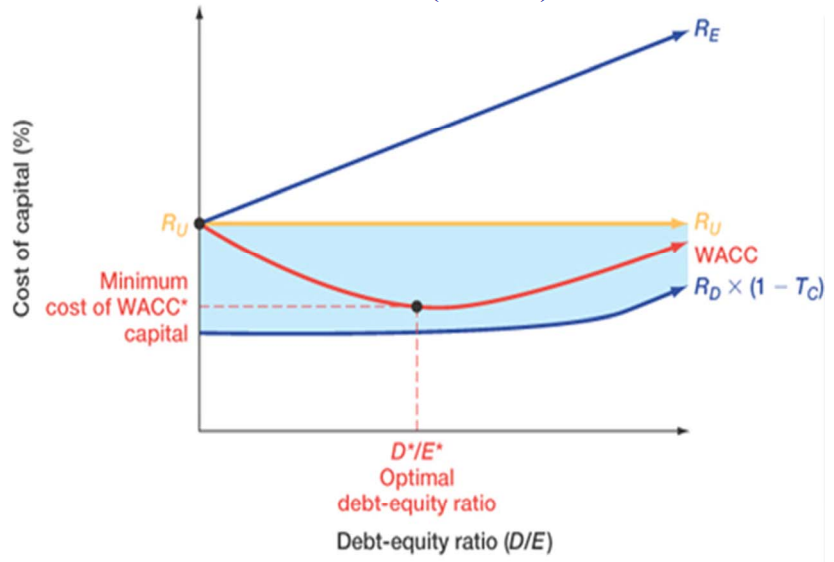 R_E
Cost of capital (%)
R_U
R_U
WACC
Minimum
cost of WACC*
capital
R_D × (1 − T_C)
D*/E*
Optimal
debt-equity ratio
Debt-equity ratio (D/E)